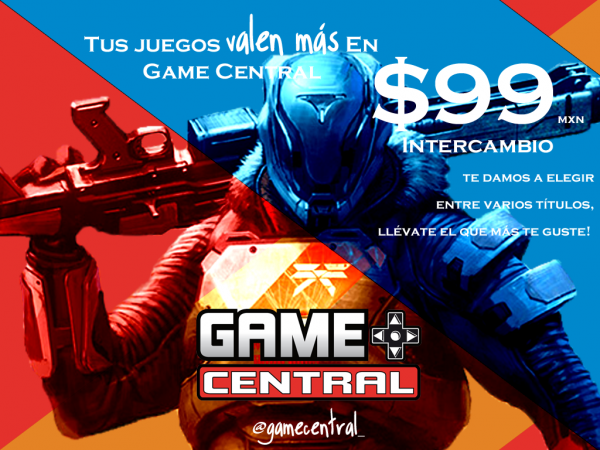 Tus juegos valen más En
Game Central
$99 MXN
Intercambio
te damos a elegir
entre varios títulos,
llévate el que más te guste!
GAME
CENTRAL
@gamecentral_